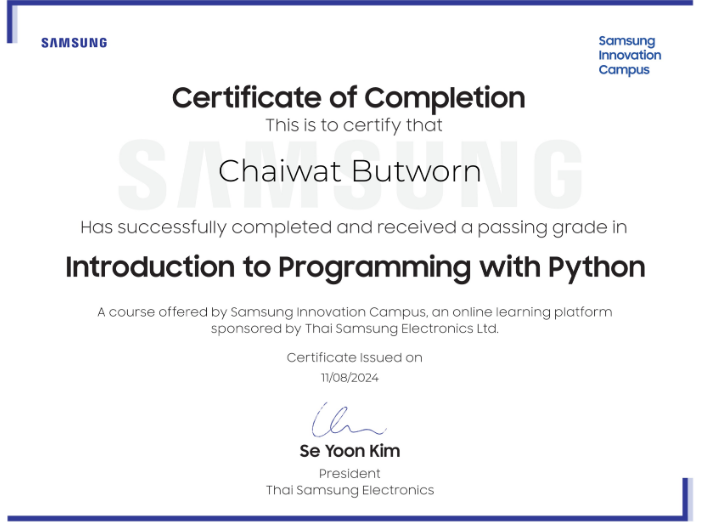 SAMSUNG
Samsung
Innovation
Campus
Certificate of Completion
This is to certify that
SAMSUNG
Chaiwat Butworn
Has successfully completed and received a passing grade in
Introduction to Programming with Python
A course offered by Samsung Innovation Campus, an online learning platform
sponsored by Thai Samsung Electronics Ltd.
Certificate Issued on
11/08/2024
Se Yoon Kim
President
Thai Samsung Electronics